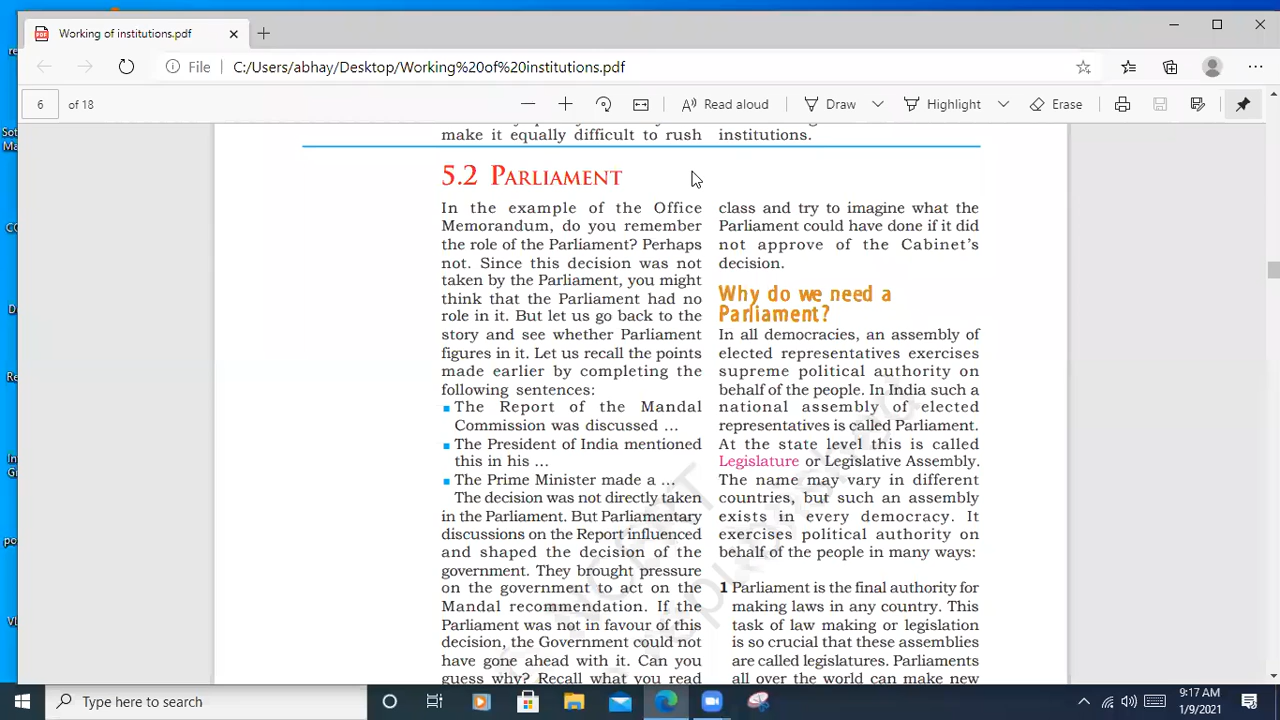 Working of institutions.pdf
File
C:/Users/abhay/Desktop/Working%20of%20institutions.pdf
6 of 18
Read aloud
Draw
Highlight
Erase
make it equally difficult to rush
5.2 PARLIAMENT
In the example of the Office
Memorandum, do you remember
the role of the Parliament? Perhaps
not. Since this decision was not
taken by the Parliament, you might
think that the Parliament had no
role in it. But let us go back to the
story and see whether Parliament
figures in it. Let us recall the points
made earlier by completing the
following sentences:
The Report of the Mandal
Commission was discussed ...
The President of India mentioned
this in his ...
The Prime Minister made a ...
The decision was not directly taken
in the Parliament. But Parliamentary
discussions on the Report influenced
and shaped the decision of the
government. They brought pressure
on the government to act on the
Mandal recommendation. If the
Parliament was not in favour of this
decision, the Government could not
have gone ahead with it. Can you
guess why? Recall what you read
institutions.
class and try to imagine what the
Parliament could have done if it did
not approve of the Cabinet's
decision.
Why do we need a
Parliament?
In all democracies, an assembly of
elected representatives exercises
supreme political authority on
behalf of the people. In India such a
national assembly of elected
representatives is called Parliament.
At the state level this is called
Legislature or Legislative Assembly.
The name may vary in different
countries, but such an assembly
exists in every democracy. It
exercises political authority on
behalf of the people in many ways:
1 Parliament is the final authority for
making laws in any country. This
task of law making or legislation
is so crucial that these assemblies
are called legislatures. Parliaments
all over the world can make new
Type here to search
9:17 AM
1/9/2021